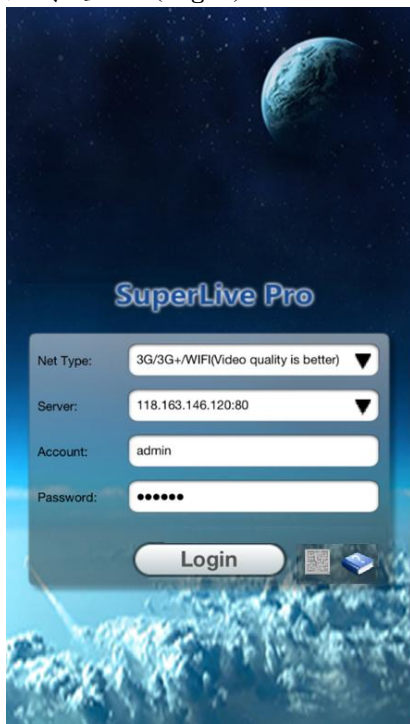 SuperLive Pro
Net Type: 3G/3G+/WIFI(Video quality is better)
Server: 118.163.146.120:80
Account: admin
Password: ●●●●●●
Login